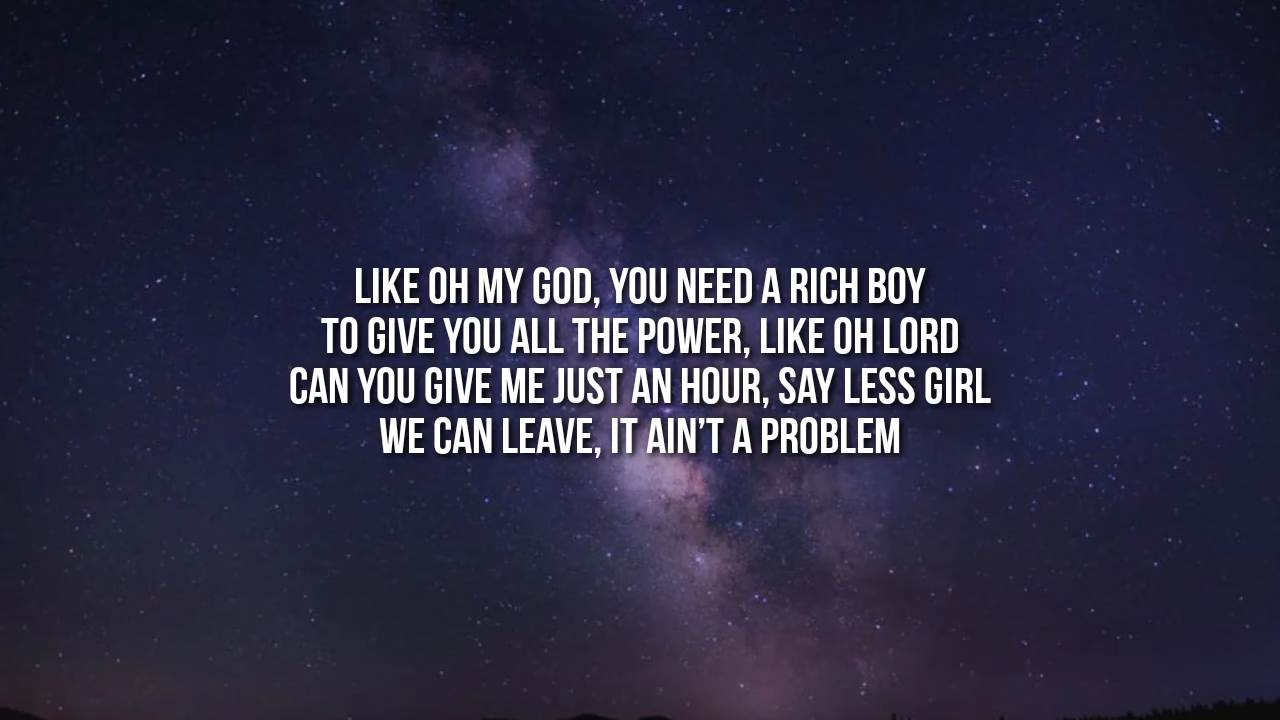 LIKE OH MY GOD, YOU NEED A RICH BOY
TO GIVE YOU ALL THE POWER, LIKE OH LORD
CAN YOU GIVE ME JUST AN HOUR, SAY LESS GIRL
WE CAN LEAVE, IT AIN’T A PROBLEM